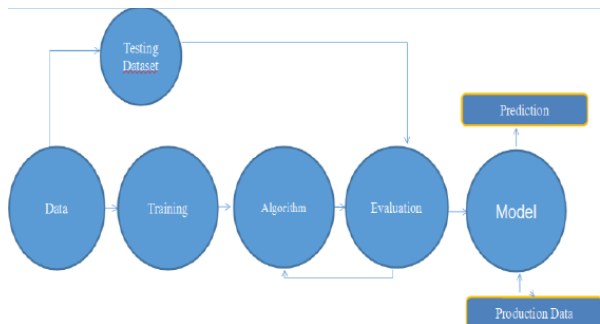 Testing
Dataset
Prediction
Data
Training
Algorithm
Evaluation
Model
Production Data